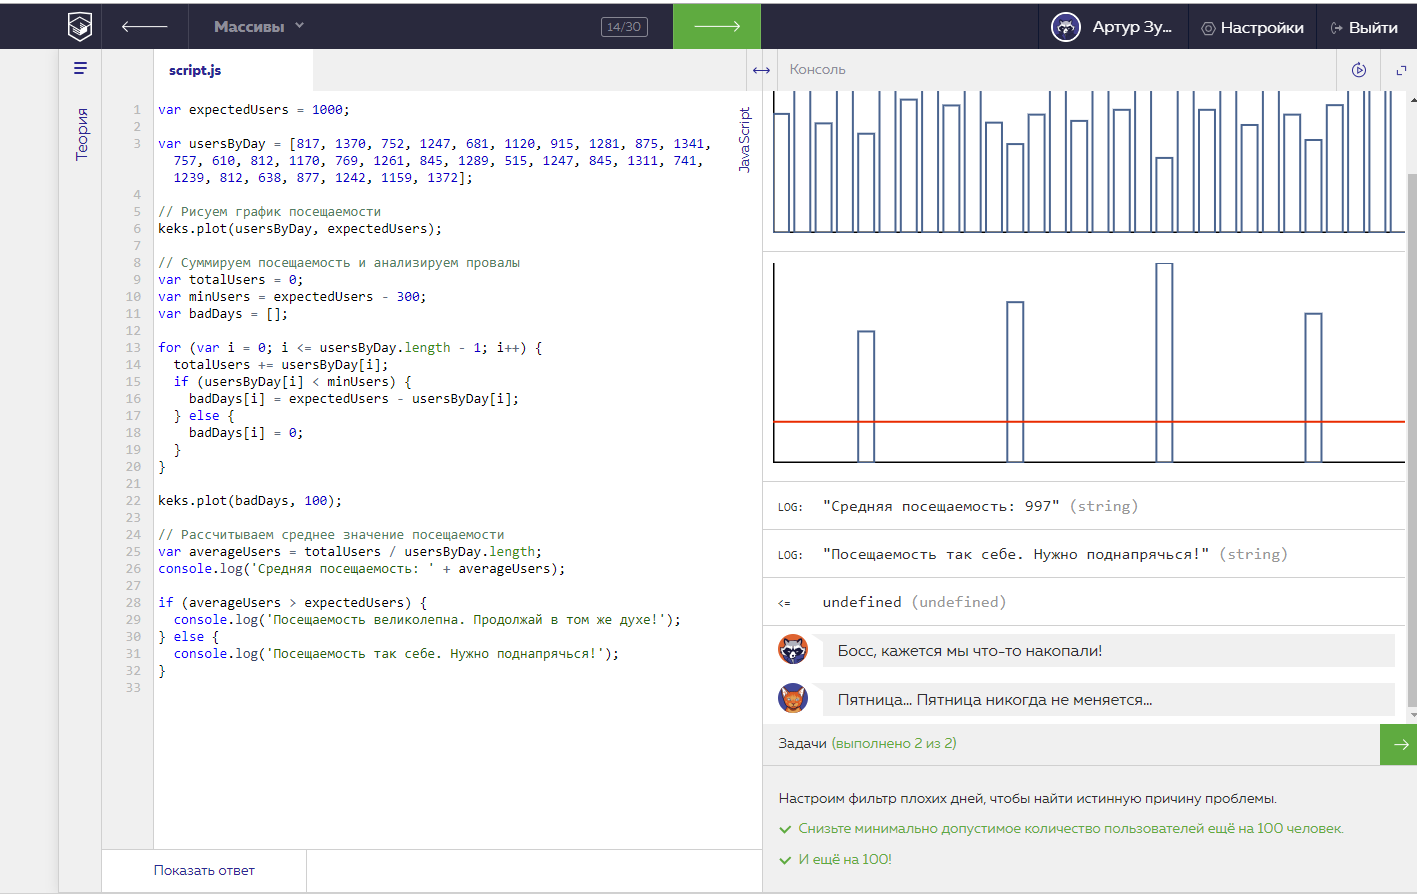 Массивы
14/30
Артур Зу...
Настройки
Выйти
Теория
script.js
JavaScript
1 var expectedUsers = 1000;
2
3 var usersByDay = [817, 1370, 752, 1247, 681, 1120, 915, 1281, 875, 1341,
757, 610, 812, 1170, 769, 1261, 845, 1289, 515, 1247, 845, 1311, 741,
1239, 812, 638, 877, 1242, 1159, 1372];
4
5 // Рисуем график посещаемости
6 keks.plot(usersByDay, expectedUsers);
7
8 // Суммируем посещаемость и анализируем провалы
9 var totalUsers = 0;
10 var minUsers = expectedUsers - 300;
11 var badDays = [];
12
13 for (var i = 0; i <= usersByDay.length - 1; i++) {
14 totalUsers += usersByDay[i];
15 if (usersByDay[i] < minUsers) {
16 badDays[i] = expectedUsers - usersByDay[i];
17 } else {
18 badDays[i] = 0;
19 }
20 }
21
22 keks.plot(badDays, 100);
23
24 // Рассчитываем среднее значение посещаемости
25 var averageUsers = totalUsers / usersByDay.length;
26 console.log('Средняя посещаемость: ' + averageUsers);
27
28 if (averageUsers > expectedUsers) {
29 console.log('Посещаемость великолепна. Продолжай в том же духе!');
30 } else {
31 console.log('Посещаемость так себе. Нужно поднапрячься!');
32 }
33
Показать ответ
Консоль
LOG: "Средняя посещаемость: 997" (string)
LOG: "Посещаемость так себе. Нужно поднапрячься!" (string)
<= undefined (undefined)
Босс, кажется мы что-то накопали!
Пятница... Пятница никогда не меняется...
Задачи (выполнено 2 из 2)
Настроим фильтр плохих дней, чтобы найти истинную причину проблемы.
Снизьте минимально допустимое количество пользователей ещё на 100 человек.
И ещё на 100!